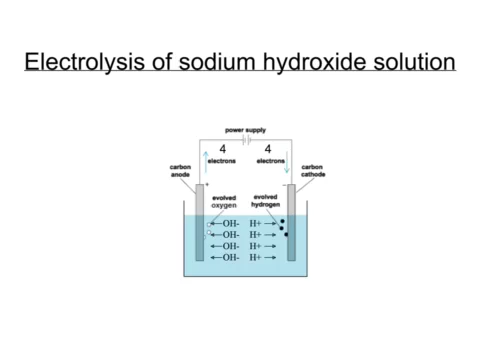 Electrolysis of sodium hydroxide solution
power supply
4 4
electrons electrons
carbon
anode
carbon
cathode
+ −
evolved
oxygen
evolved
hydrogen
OH- H+
OH- H+
OH- H+
OH- H+